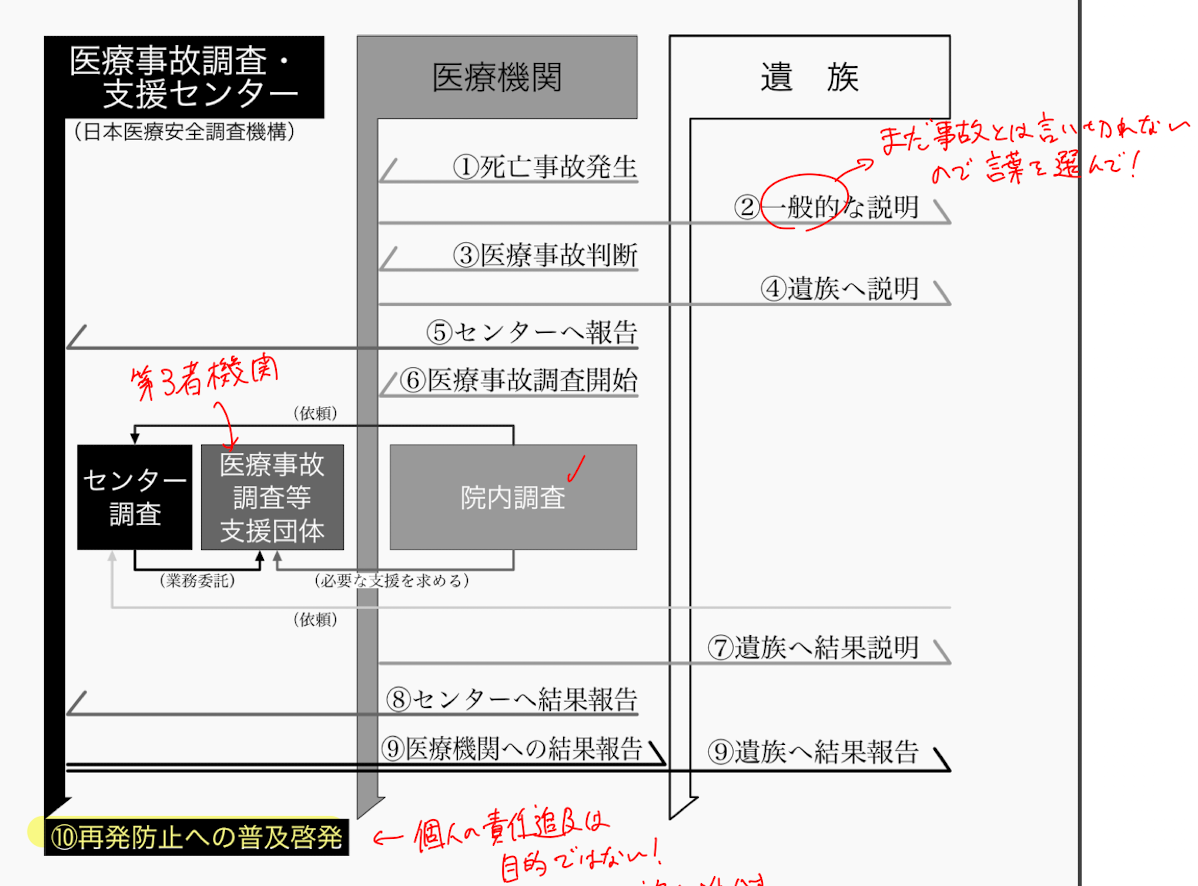 医療事故調査・
支援センター
(日本医療安全調査機構)
医療機関
遺 族
①死亡事故発生
まだ事故とは言い切れない
ので言葉を選んで!
②一般的な説明
③医療事故判断
④遺族へ説明
⑤センターへ報告
第3者機関
⑥医療事故調査開始
(依頼)
センター
調査
医療事故
調査等
支援団体
院内調査
(業務委託)
(必要な支援を求める)
(依頼)
⑦遺族へ結果説明
⑧センターへ結果報告
⑨医療機関への結果報告
⑨遺族へ結果報告
⑩再発防止への普及啓発
←個人の責任追及は
目的ではない!